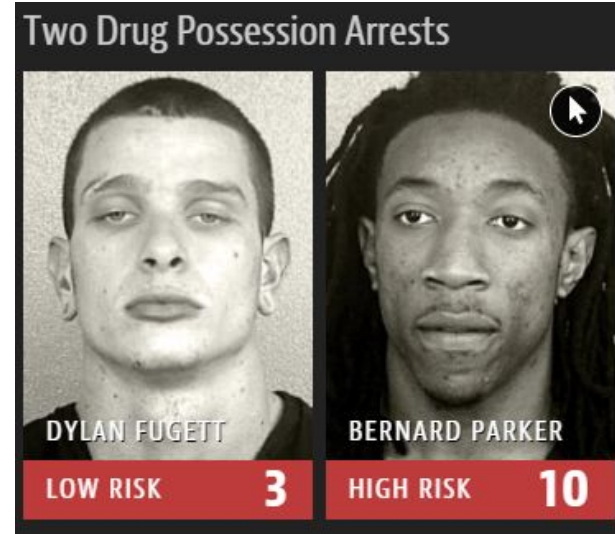 Two Drug Possession Arrests
DYLAN FUGETT
LOW RISK 3
BERNARD PARKER
HIGH RISK 10